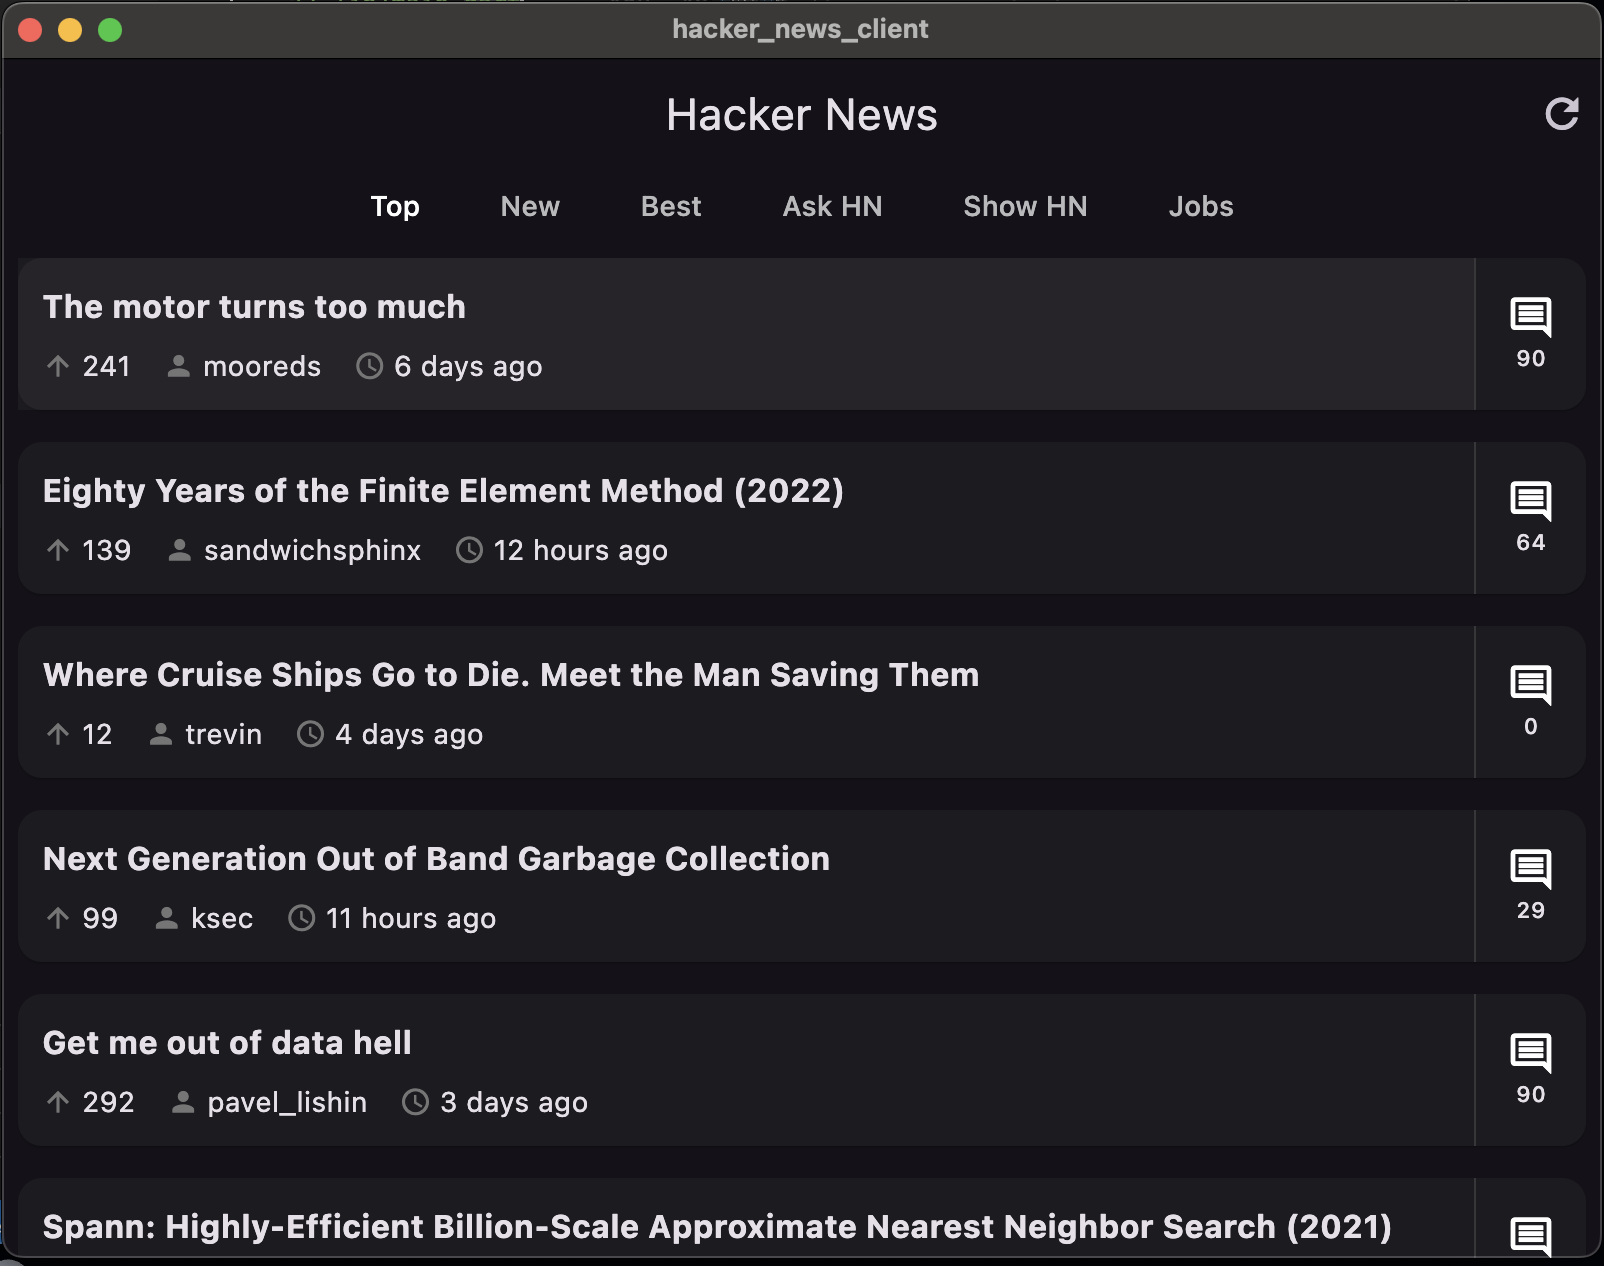 hacker_news_client
Hacker News
Top New Best Ask HN Show HN Jobs
The motor turns too much
241 mooreds 6 days ago
90
Eighty Years of the Finite Element Method (2022)
139 sandwichsphinx 12 hours ago
64
Where Cruise Ships Go to Die. Meet the Man Saving Them
12 trevin 4 days ago
0
Next Generation Out of Band Garbage Collection
99 ksec 11 hours ago
29
Get me out of data hell
292 pavel_lishin 3 days ago
90
Spann: Highly-Efficient Billion-Scale Approximate Nearest Neighbor Search (2021)